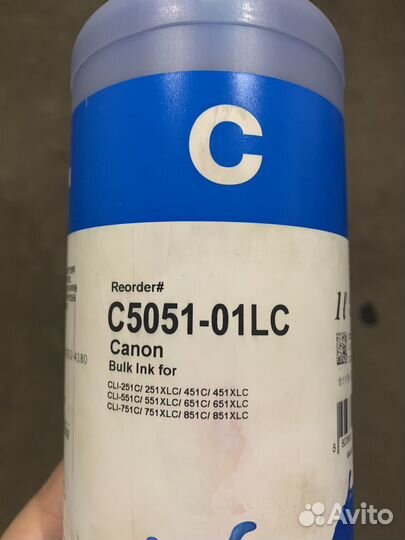 C
Reorder#
C5051-01LC
Canon
Bulk Ink for
CLI-251C/ 251XLC/ 451C/ 451XLC
CLI-551C/ 551XLC/ 651C/ 651XLC
CLI-751C/ 751XLC/ 851C/ 851XLC
Avito